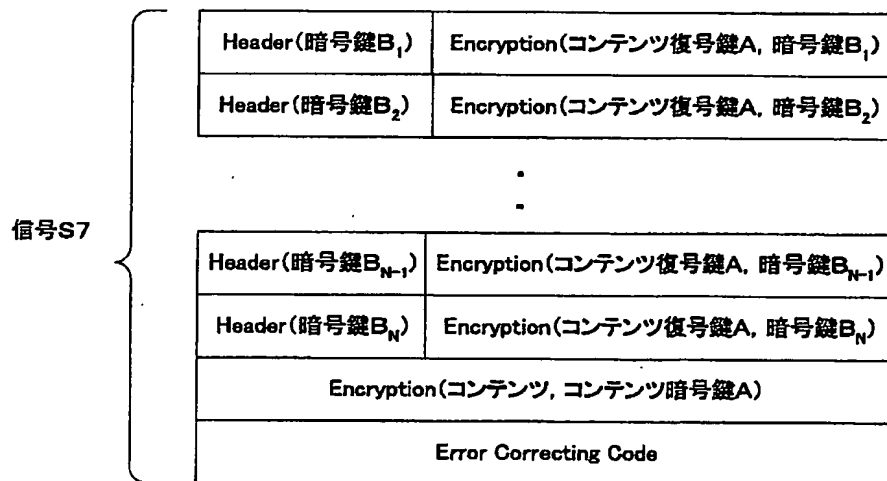 Header(暗号鍵B₁) Encryption(コンテンツ復号鍵A, 暗号鍵B₁)
Header(暗号鍵B₂) Encryption(コンテンツ復号鍵A, 暗号鍵B₂)
信号S7
Header(暗号鍵B_{N-1}) Encryption(コンテンツ復号鍵A, 暗号鍵B_{N-1})
Header(暗号鍵B_N) Encryption(コンテンツ復号鍵A, 暗号鍵B_N)
Encryption(コンテンツ, コンテンツ暗号鍵A)
Error Correcting Code